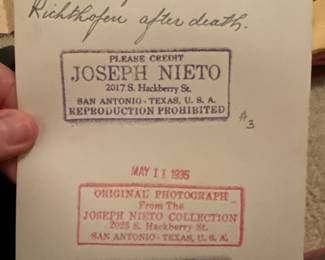 Richthofen after death.
PLEASE CREDIT
JOSEPH NIETO
2017 S. Hackberry St.
SAN ANTONIO - TEXAS, U. S. A.
REPRODUCTION PROHIBITED
#3
MAY 11 1935
ORIGINAL PHOTOGRAPH
From The
JOSEPH NIETO COLLECTION
2025 S. Hackberry St.
SAN ANTONIO - TEXAS, U. S. A.